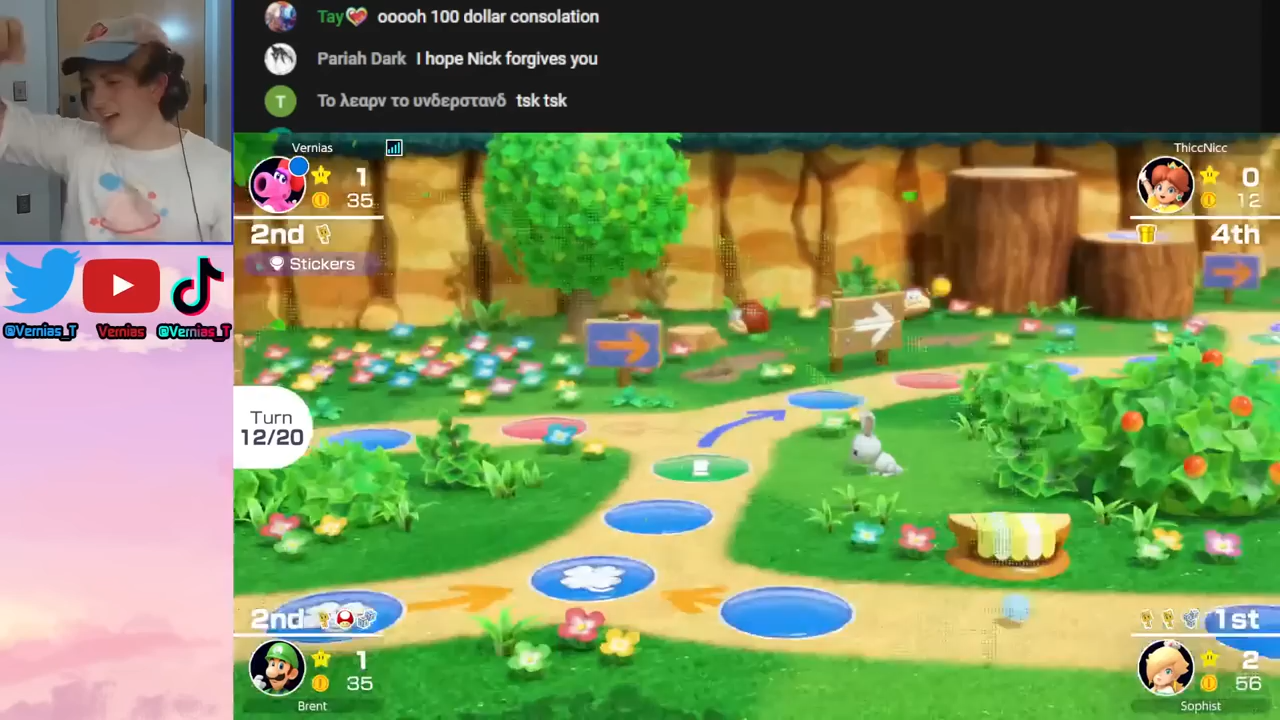 Tay ooooh 100 dollar consolation
Pariah Dark I hope Nick forgives you
T Το λεαρν το υνδερστανδ tsk tsk
Vernias
1
35
2nd
Stickers
ThiccNicc
0
12
4th
@Vernias_T Vernias @Vernias_T
Turn
12/20
2nd
1
35
Brent
1st
2
56
Sophist